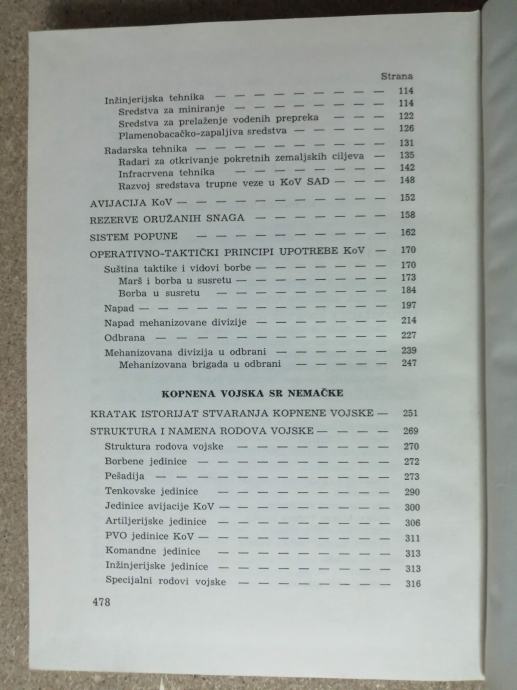 Strana
Inžinjerijska tehnika — — — — — — — — — 114
Sredstva za miniranje — — — — — — — — 114
Sredstva za prelaženje vodenih prepreka — — — — 122
Plamenobacačko-zapaljiva sredstva — — — — — 126
Radarska tehnika — — — — — — — — — — 131
Radari za otkrivanje pokretnih zemaljskih ciljeva — 135
Infracrvena tehnika — — — — — — — — 142
Razvoj sredstava trupne veze u KoV SAD — — — — 148
AVIJACIJA KoV — — — — — — — — — — — 152
REZERVE ORUŽANIH SNAGA — — — — — — — — 158
SISTEM POPUNE — — — — — — — — — — — 162
OPERATIVNO-TAKTIČKI PRINCIPI UPOTREBE KoV — — 170
Suština taktike i vidovi borbe — — — — — — — 170
Marš i borba u susretu — — — — — — — — 173
Borba u susretu — — — — — — — — — 184
Napad — — — — — — — — — — — — — 197
Napad mehanizovane divizije — — — — — — — 214
Odbrana — — — — — — — — — — — — 227
Mehanizovana divizija u odbrani — — — — — — 239
Mehanizovana brigada u odbrani — — — — — 247
KOPNENA VOJSKA SR NEMAČKE
KRATAK ISTORIJAT STVARANJA KOPNENE VOJSKE — 251
STRUKTURA I NAMENA RODOVA VOJSKE — — — — 269
Struktura rodova vojske — — — — — — — — 270
Borbene jedinice — — — — — — — — — — 272
Pešadija — — — — — — — — — — — — 273
Tenkovske jedinice — — — — — — — — — 290
Jedinice avijacije KoV — — — — — — — — — 300
Artiljerijske jedinice — — — — — — — — — 306
PVO jedinice KoV — — — — — — — — — — 311
Komandne jedinice — — — — — — — — — 313
Inžinjerijske jedinice — — — — — — — — — 313
Specijalni rodovi vojske — — — — — — — — 316
478